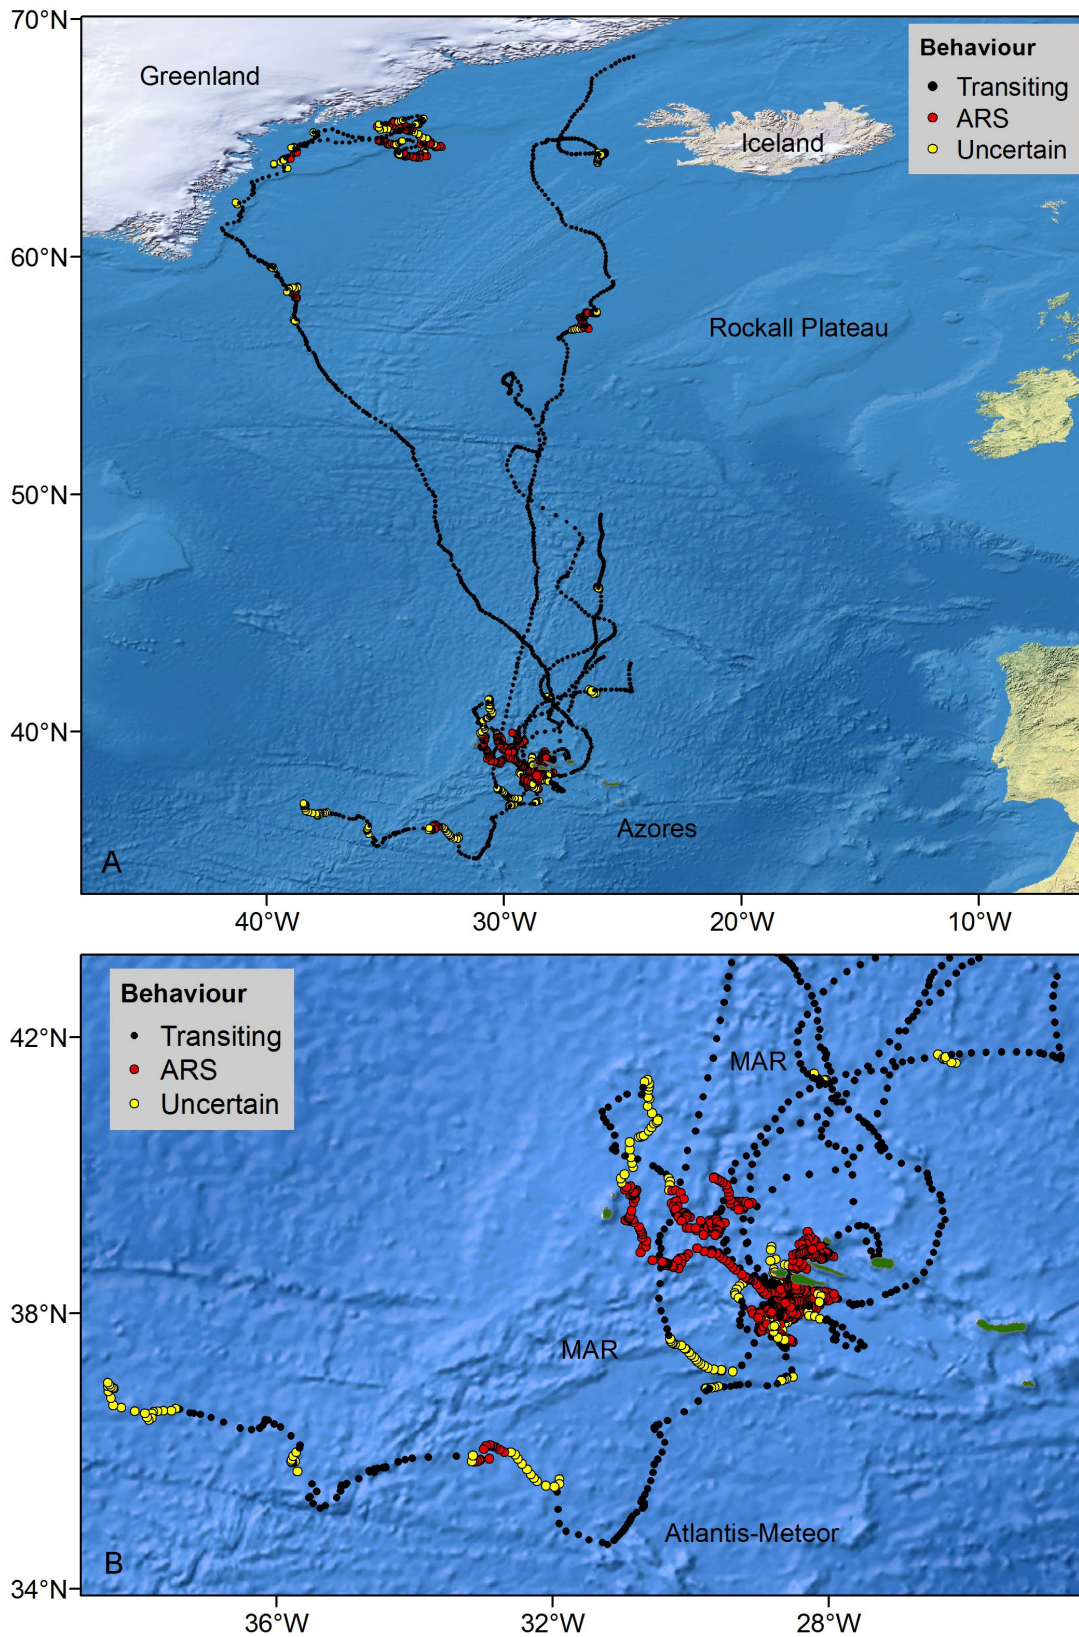 70°N
Greenland
Behaviour
Transiting
ARS
Uncertain
Iceland
60°N
Rockall Plateau
50°N
40°N
Azores
A
40°W
30°W
20°W
10°W
Behaviour
Transiting
ARS
Uncertain
42°N
MAR
38°N
MAR
Atlantis-Meteor
B
34°N
36°W
32°W
28°W